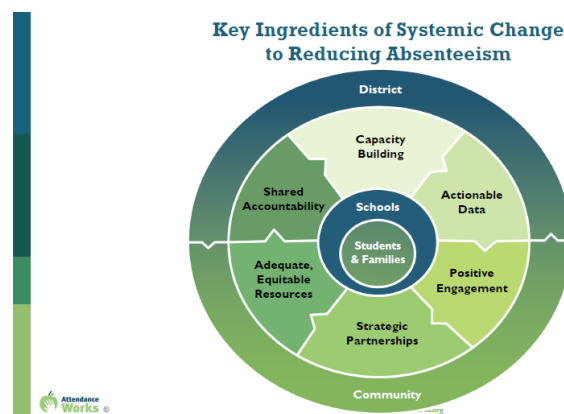 Key Ingredients of Systemic Change
to Reducing Absenteeism
District
Capacity
Building
Shared
Accountability
Schools
Actionable
Data
Students
& Families
Adequate,
Equitable
Resources
Positive
Engagement
Strategic
Partnerships
Community
Attendance
Works ©